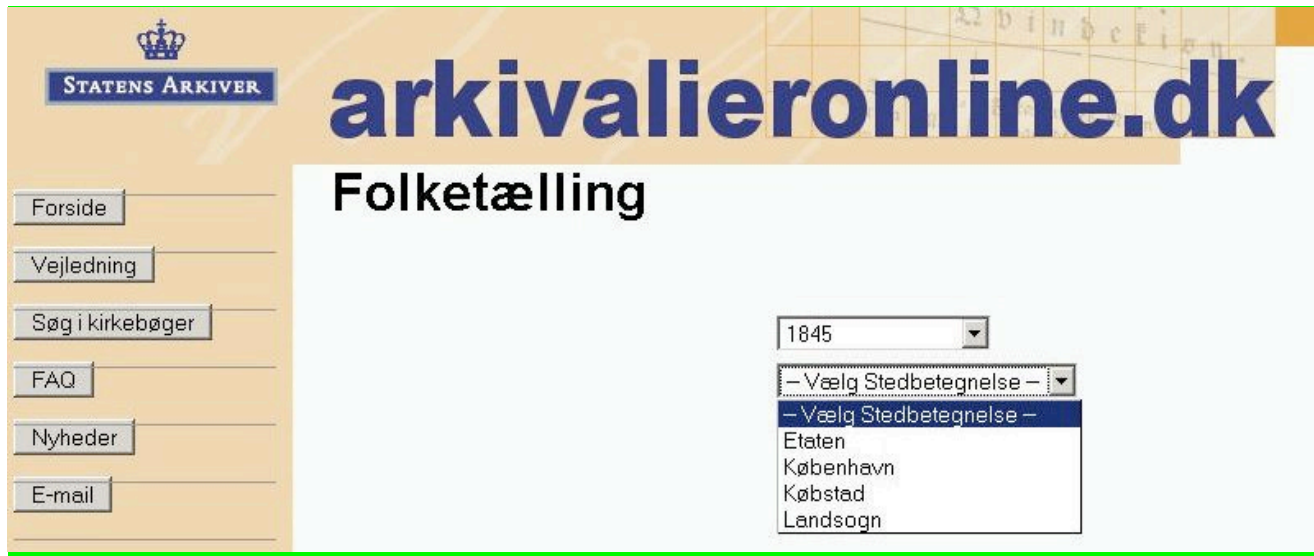 STATENS ARKIVER
arkivalieronline.dk
Folketælling
Forside
Vejledning
Søg i kirkebøger
FAQ
Nyheder
E-mail
1845
– Vælg Stedbetegnelse –
– Vælg Stedbetegnelse –
Etaten
København
Købstad
Landsogn